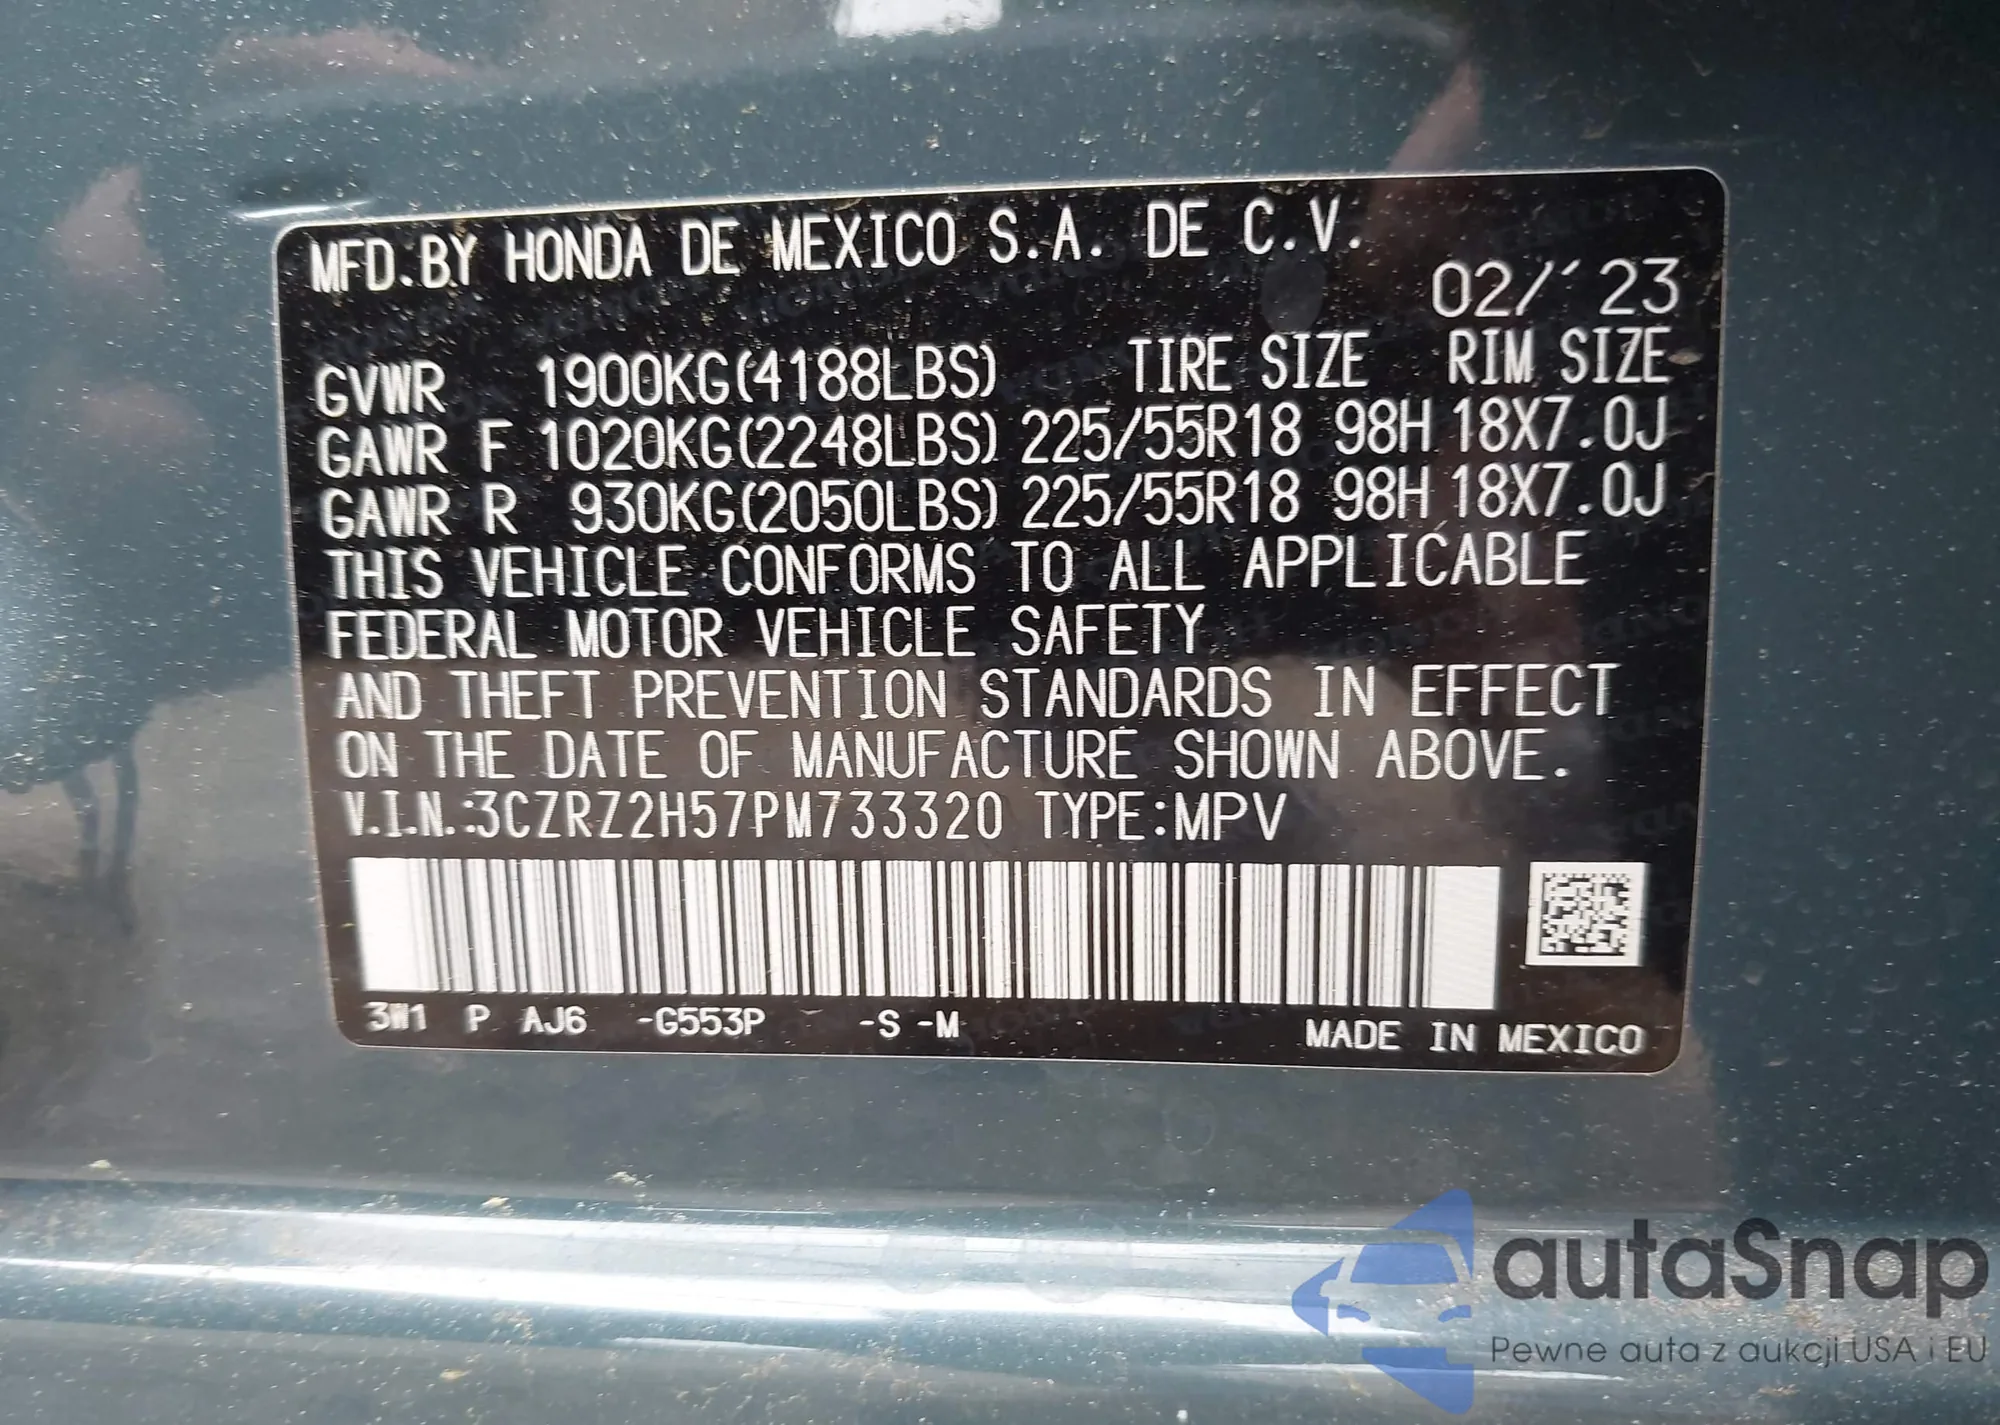 MFD.BY HONDA DE MEXICO S.A. DE C.V.
02/´23
GVWR 1900KG(4188LBS) TIRE SIZE RIM SIZE
GAWR F 1020KG(2248LBS) 225/55R18 98H 18X7.0J
GAWR R 930KG(2050LBS) 225/55R18 98H 18X7.0J
THIS VEHICLE CONFORMS TO ALL APPLICABLE
FEDERAL MOTOR VEHICLE SAFETY
AND THEFT PREVENTION STANDARDS IN EFFECT
ON THE DATE OF MANUFACTURE SHOWN ABOVE.
V.I.N.:3CZRZ2H57PM733320 TYPE:MPV
3W1 P AJ6 -G553P -S -M
MADE IN MEXICO
autaSnap
Pewne auta z aukcji USA i EU